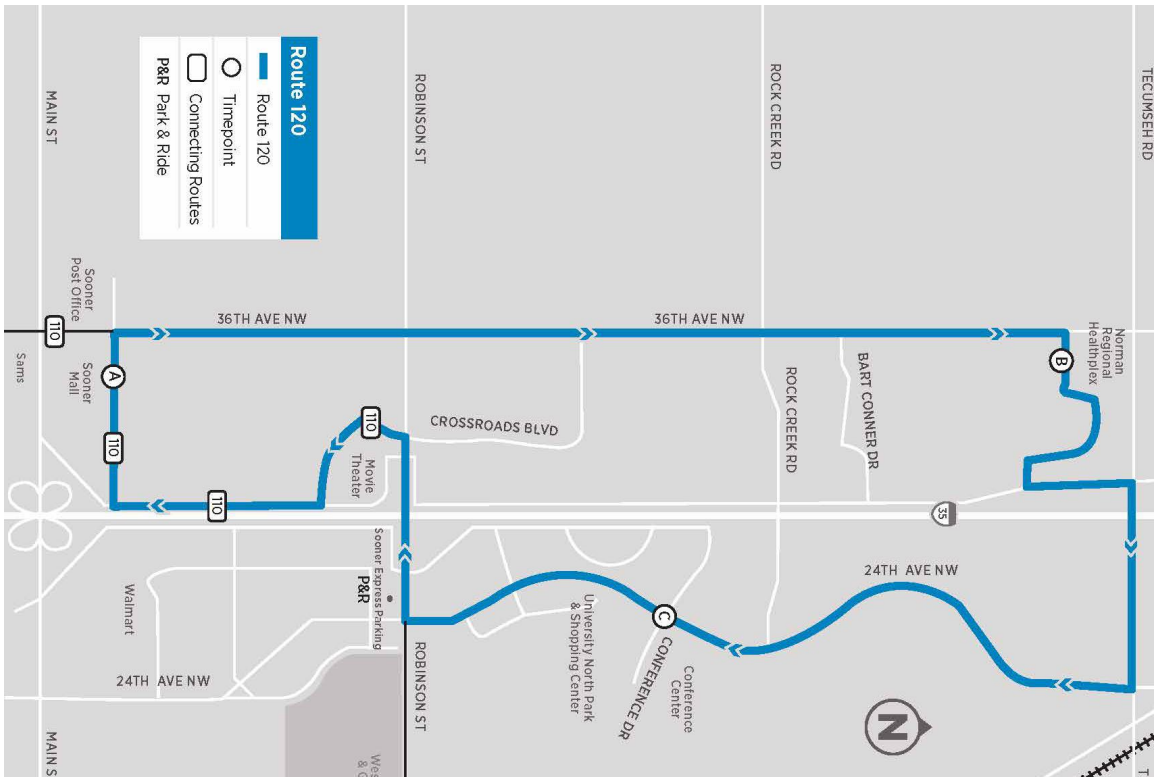 Route 120
Route 120
Timepoint
Connecting Routes
P&R Park & Ride
MAIN ST
ROBINSON ST
ROCK CREEK RD
TECUMSEH RD
Sooner
Post Office
110
Sams
Sooner
Mall
A
110
110
36TH AVE NW
36TH AVE NW
110
Movie
Theater
CROSSROADS BLVD
ROCK CREEK RD
BART CONNER DR
B
Norman
Regional
Healthplex
35
24TH AVE NW
Sooner Express Parking
P&R
Walmart
University North Park
& Shopping Center
C
CONFERENCE DR
Conference
Center
24TH AVE NW
ROBINSON ST
MAIN S
Wes
& G
N
T